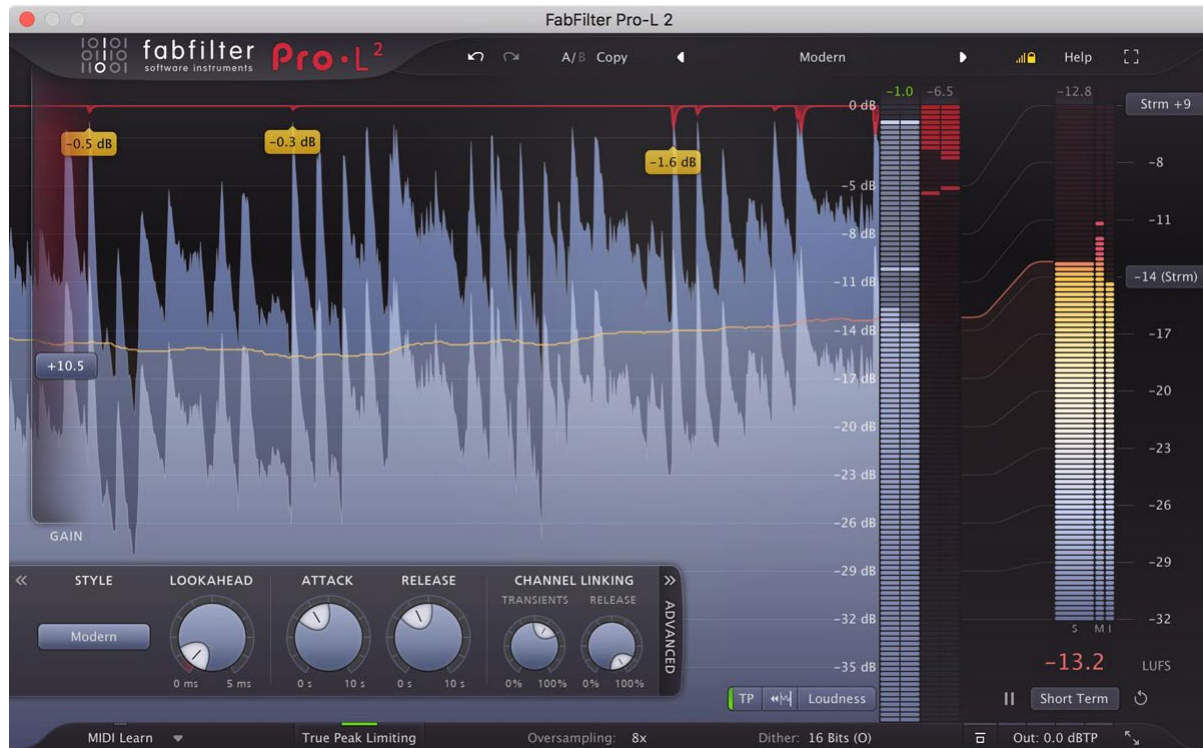 FabFilter Pro-L 2
fabfilter
software instruments
Pro·L 2
A/B Copy
Modern
Help
-1.0 -6.5 -12.8
0 dB
Strm +9
-0.5 dB
-0.3 dB
-1.6 dB
-8
-5 dB
-11
-8 dB
-14 (Strm)
-11 dB
-14 dB
-17
+10.5
-17 dB
-20
-20 dB
-23
-23 dB
-26
-26 dB
GAIN
-29
-29 dB
-32 dB
-32
-35 dB
S M I
STYLE LOOKAHEAD ATTACK RELEASE CHANNEL LINKING
TRANSIENTS RELEASE
Modern
ADVANCED
0 ms 5 ms 0 s 10 s 0 s 10 s 0% 100% 0% 100%
-13.2 LUFS
TP Loudness
Short Term
MIDI Learn True Peak Limiting Oversampling: 8x Dither: 16 Bits (O) Out: 0.0 dBTP